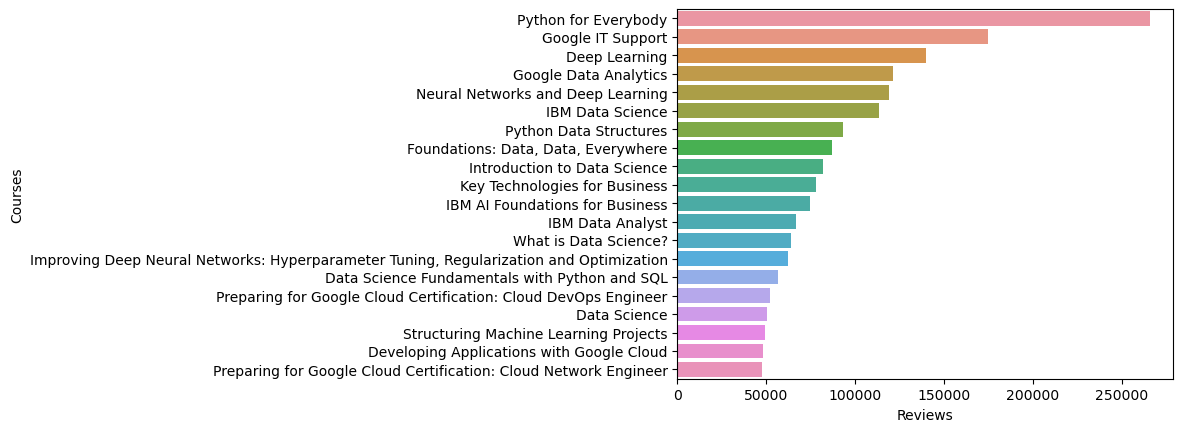 Python for Everybody
Google IT Support
Deep Learning
Google Data Analytics
Neural Networks and Deep Learning
IBM Data Science
Python Data Structures
Foundations: Data, Data, Everywhere
Introduction to Data Science
Key Technologies for Business
IBM AI Foundations for Business
IBM Data Analyst
What is Data Science?
Improving Deep Neural Networks: Hyperparameter Tuning, Regularization and Optimization
Data Science Fundamentals with Python and SQL
Preparing for Google Cloud Certification: Cloud DevOps Engineer
Data Science
Structuring Machine Learning Projects
Developing Applications with Google Cloud
Preparing for Google Cloud Certification: Cloud Network Engineer
Courses
0 50000 100000 150000 200000 250000
Reviews